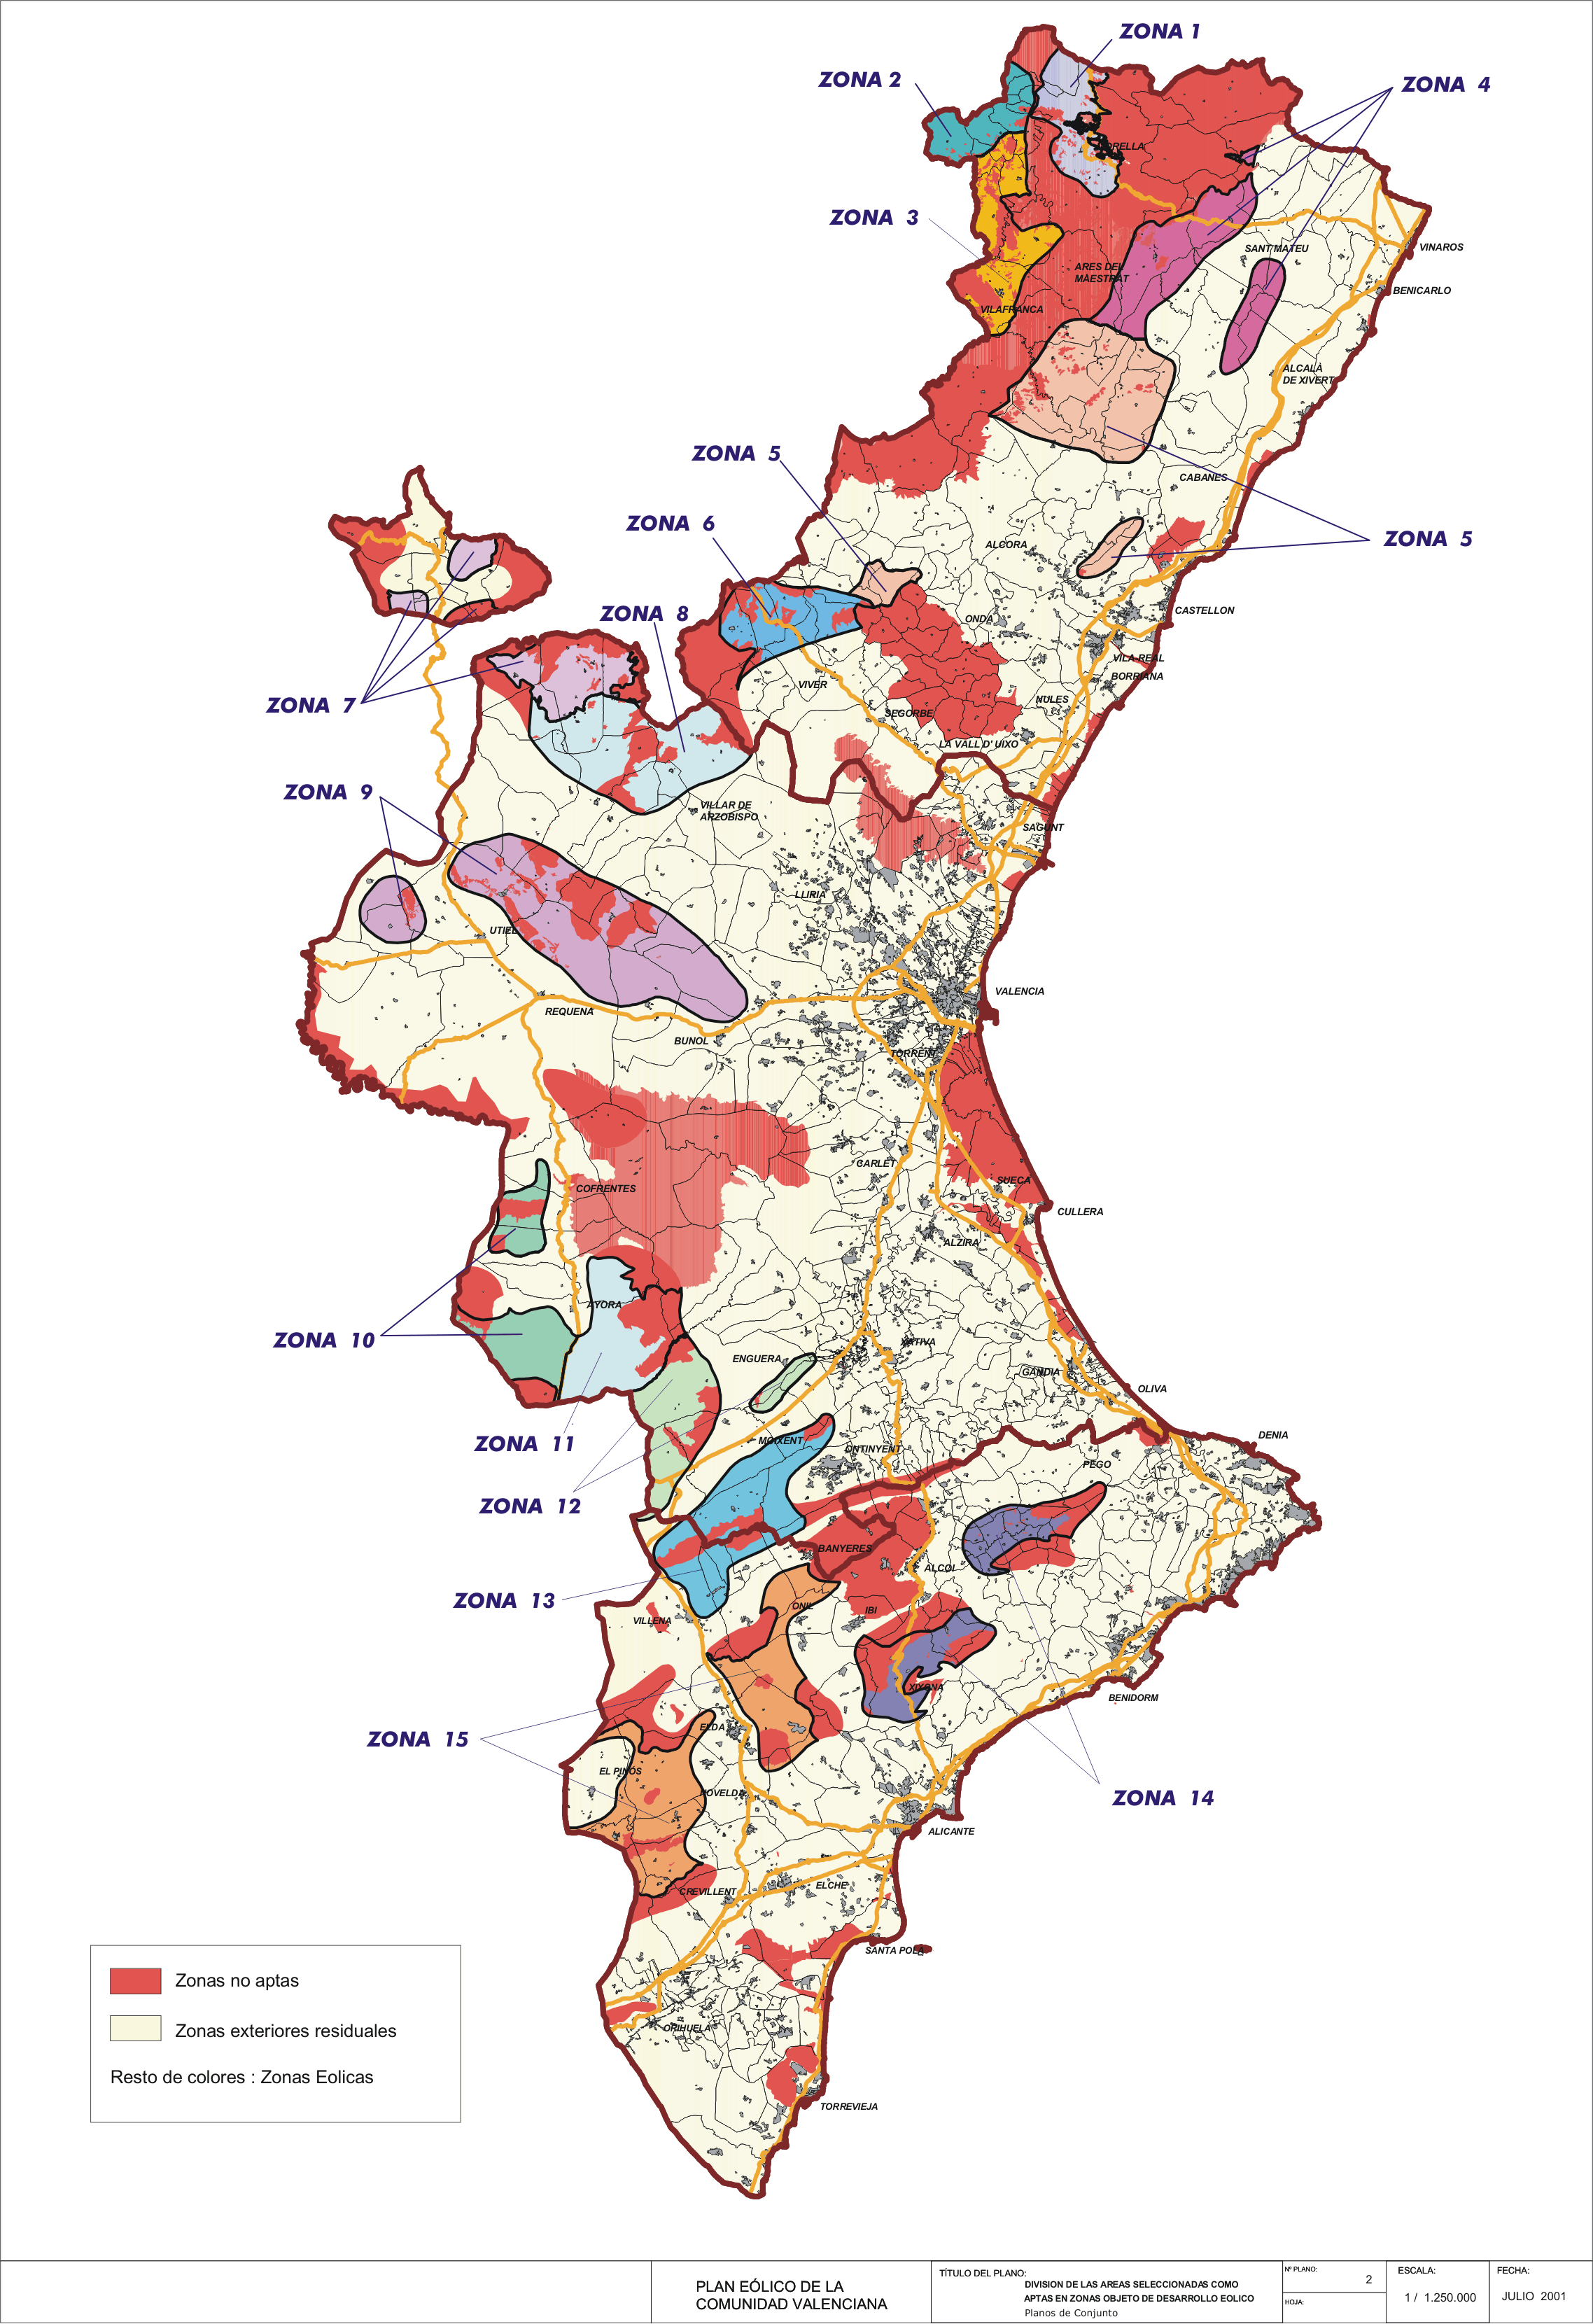 ZONA 1
ZONA 2
ZONA 4
ZONA 3
SANT MATEU
VINAROS
ARES DEL
MAESTRAT
BENICARLO
VILAFRANCA
ALCALÀ
DE XIVERT
ZONA 5
CABANES
ZONA 6
ALCORA
ZONA 5
ZONA 8
CASTELLON
ONDA
VILA-REAL
BORRIANA
VIVER
NULES
ZONA 7
SEGORBE
LA VALL D' UIXO
ZONA 9
VILLAR DE
ARZOBISPO
SAGUNT
LLIRIA
UTIEL
VALENCIA
REQUENA
BUNOL
TORRENT
CARLET
SUECA
COFRENTES
CULLERA
ALZIRA
AYORA
ZONA 10
XATIVA
ENGUERA
GANDIA
OLIVA
ZONA 11
MOIXENT
ONTINYENT
DENIA
PEGO
ZONA 12
BANYERES
ALCOI
ZONA 13
ONIL
IBI
VILLENA
XIXONA
BENIDORM
ELDA
ZONA 15
EL PINÓS
NOVELDA
ZONA 14
ALICANTE
ELCHE
CREVILLENT
SANTA POLA
ORIHUELA
TORREVIEJA
Zonas no aptas
Zonas exteriores residuales
Resto de colores : Zonas Eolicas
PLAN EÓLICO DE LA
COMUNIDAD VALENCIANA
TÍTULO DEL PLANO:
DIVISION DE LAS AREAS SELECCIONADAS COMO
APTAS EN ZONAS OBJETO DE DESARROLLO EOLICO
Planos de Conjunto
Nº PLANO:
2
HOJA:
ESCALA:
1 / 1.250.000
FECHA:
JULIO 2001